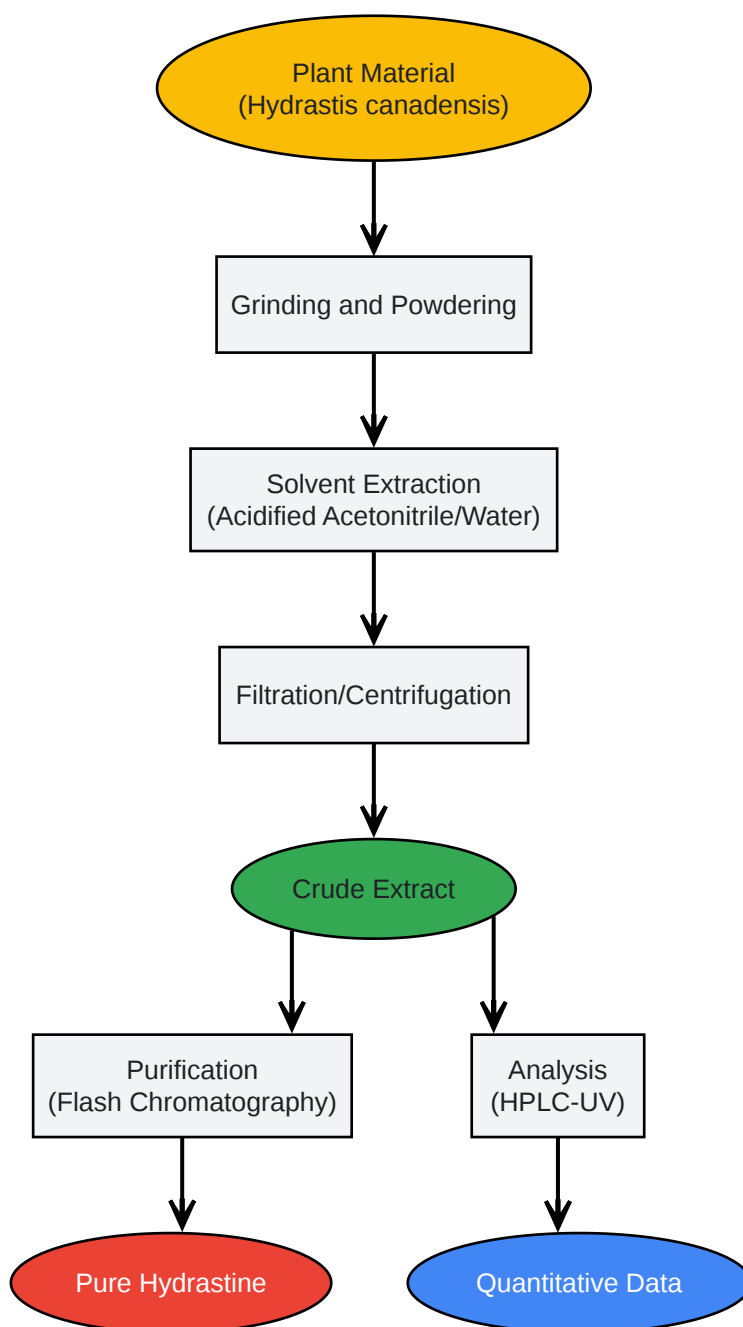 Plant Material
(Hydrastis canadensis)
Grinding and Powdering
Solvent Extraction
(Acidified Acetonitrile/Water)
Filtration/Centrifugation
Crude Extract
Purification
(Flash Chromatography)
Analysis
(HPLC-UV)
Pure Hydrastine
Quantitative Data